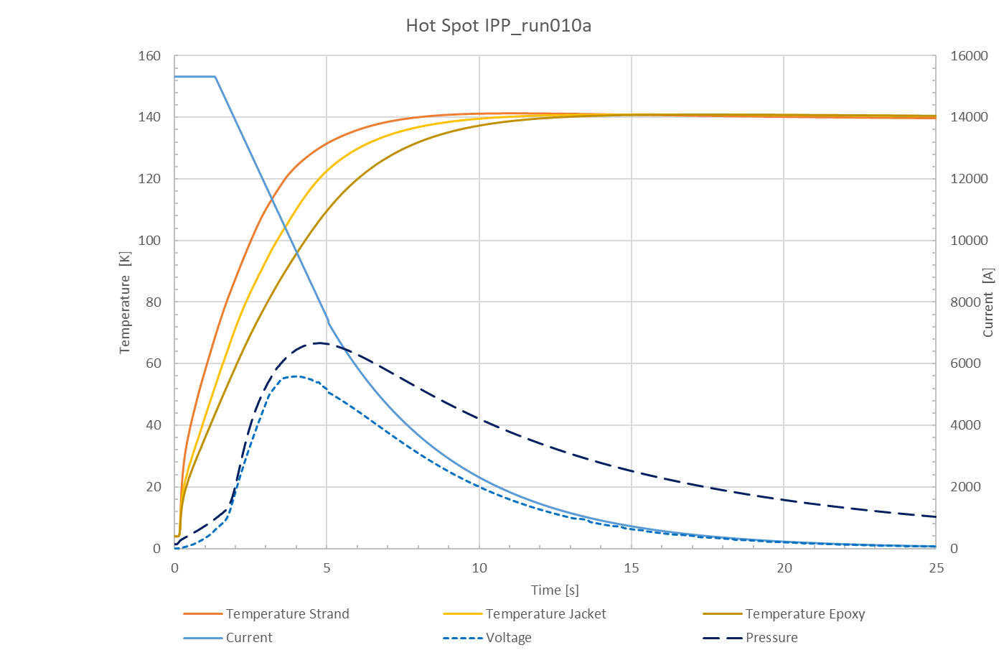 Hot Spot IPP_run010a
160 16000
140 14000
120 12000
100 10000
80 8000
60 6000
40 4000
20 2000
0 0
Temperature [K]
Current [A]
0 5 10 15 20 25
Time [s]
Temperature Strand Temperature Jacket Temperature Epoxy
Current Voltage Pressure